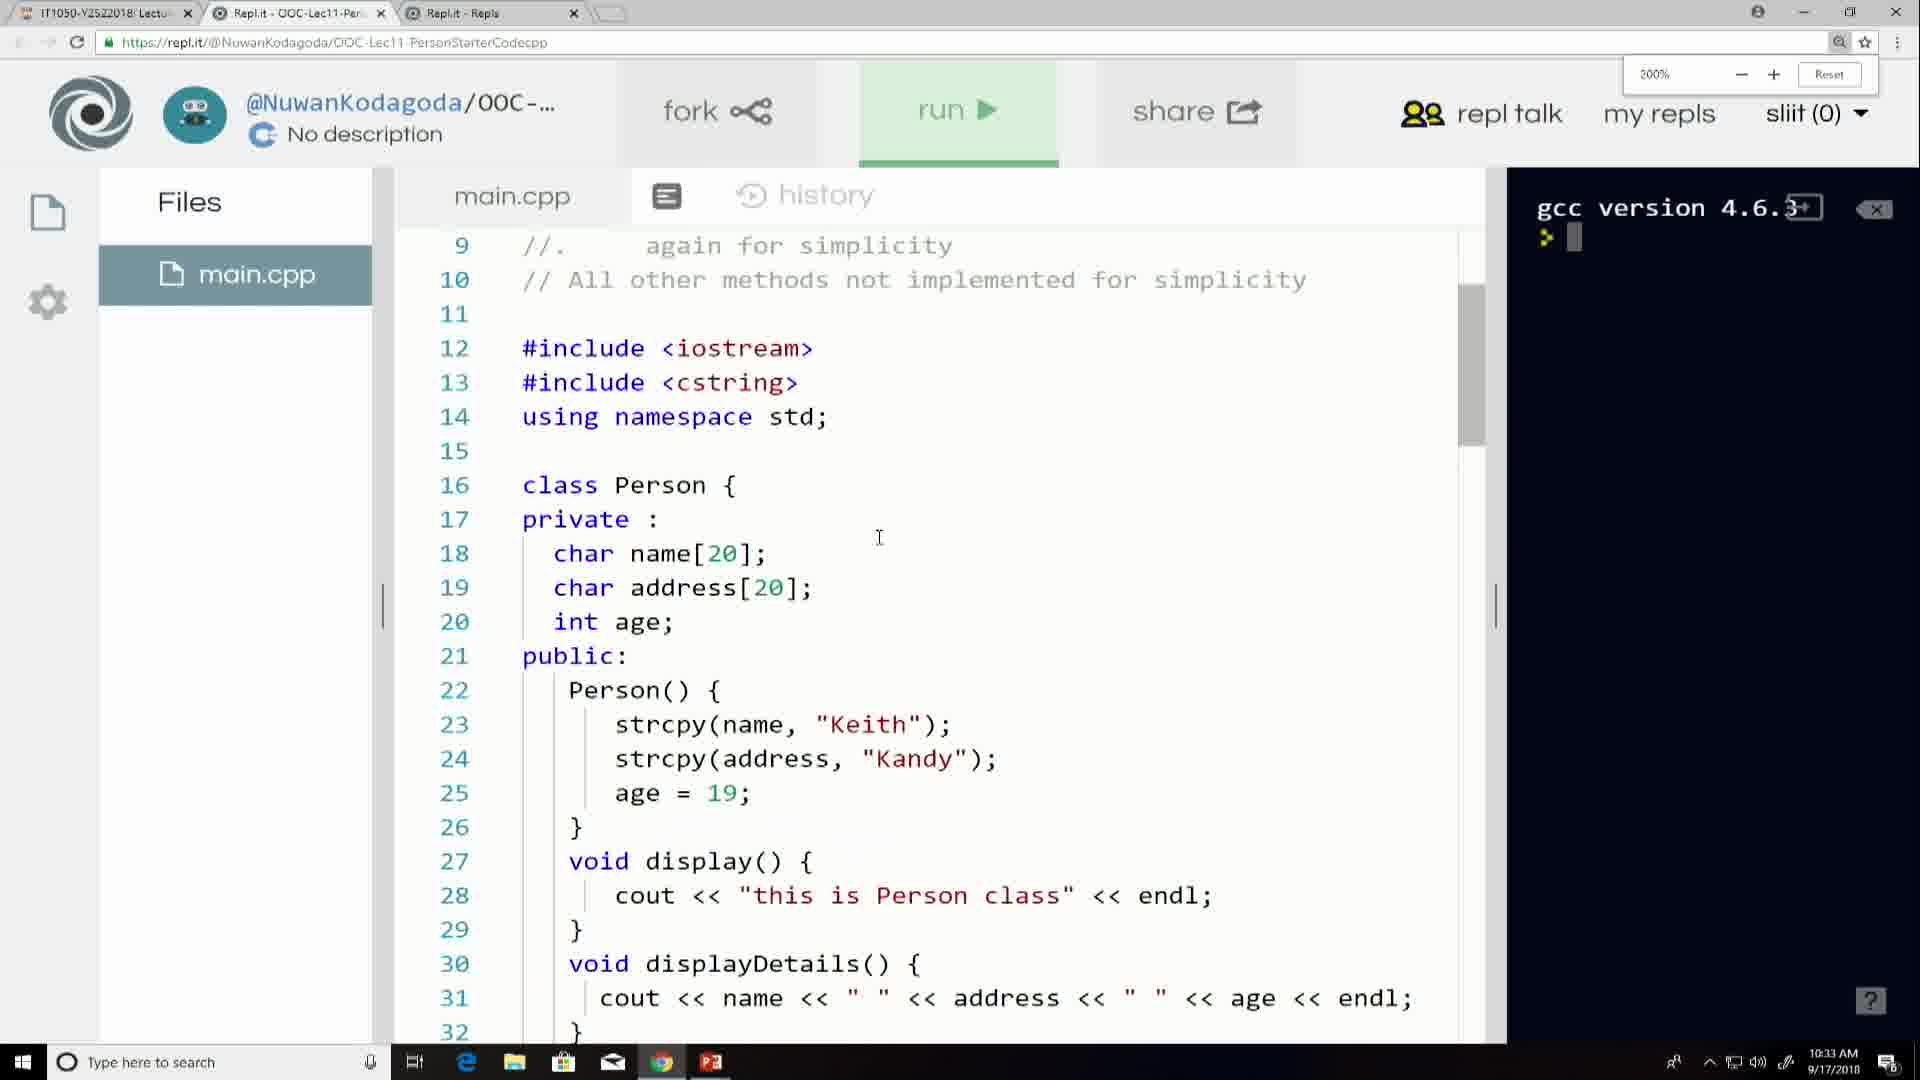 IT1050-Y2S22018: Lectu
Repl.it - OOC-Lec11-Per
Repl.it - Repls
https://repl.it/@NuwanKodagoda/OOC-Lec11-PersonStarterCodecpp
200%
Reset
@NuwanKodagoda/OOC-...
No description
fork
run
share
repl talk
my repls
sliit (0)
Files
main.cpp
main.cpp
history
9 //. again for simplicity
10 // All other methods not implemented for simplicity
11
12 #include <iostream>
13 #include <cstring>
14 using namespace std;
15
16 class Person {
17 private :
18 char name[20];
19 char address[20];
20 int age;
21 public:
22 Person() {
23 strcpy(name, "Keith");
24 strcpy(address, "Kandy");
25 age = 19;
26 }
27 void display() {
28 cout << "this is Person class" << endl;
29 }
30 void displayDetails() {
31 cout << name << " " << address << " " << age << endl;
32 }
gcc version 4.6.3
>
?
Type here to search
10:33 AM
9/17/2018